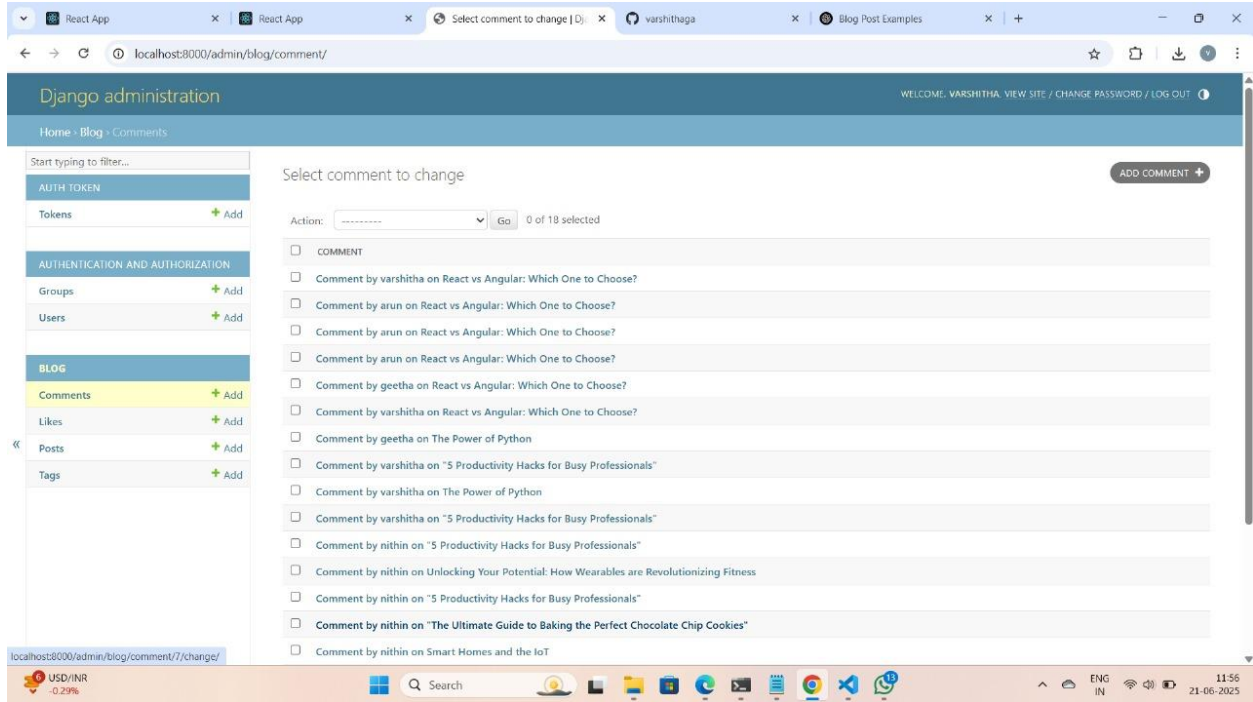 React App
React App
Select comment to change | Dj
varshithaga
Blog Post Examples
localhost:8000/admin/blog/comment/
Django administration
WELCOME, VARSHITHA. VIEW SITE / CHANGE PASSWORD / LOG OUT
Home › Blog › Comments
Start typing to filter...
AUTH TOKEN
Tokens + Add
AUTHENTICATION AND AUTHORIZATION
Groups + Add
Users + Add
BLOG
Comments + Add
Likes + Add
Posts + Add
Tags + Add
«
Select comment to change
ADD COMMENT +
Action: --------- Go 0 of 18 selected
COMMENT
Comment by varshitha on React vs Angular: Which One to Choose?
Comment by arun on React vs Angular: Which One to Choose?
Comment by arun on React vs Angular: Which One to Choose?
Comment by arun on React vs Angular: Which One to Choose?
Comment by geetha on React vs Angular: Which One to Choose?
Comment by varshitha on React vs Angular: Which One to Choose?
Comment by geetha on The Power of Python
Comment by varshitha on "5 Productivity Hacks for Busy Professionals"
Comment by varshitha on The Power of Python
Comment by varshitha on "5 Productivity Hacks for Busy Professionals"
Comment by nithin on "5 Productivity Hacks for Busy Professionals"
Comment by nithin on Unlocking Your Potential: How Wearables are Revolutionizing Fitness
Comment by nithin on "5 Productivity Hacks for Busy Professionals"
Comment by nithin on "The Ultimate Guide to Baking the Perfect Chocolate Chip Cookies"
Comment by nithin on Smart Homes and the IoT
localhost:8000/admin/blog/comment/7/change/
6
USD/INR
-0.29%
Search
13
ENG
IN
11:56
21-06-2025